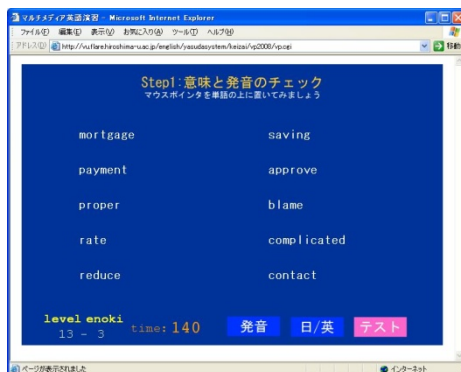 マルチメディア英語演習 - Microsoft Internet Explorer
ファイル(F) 編集(E) 表示(V) お気に入り(A) ツール(T) ヘルプ(H)
アドレス(D) http://vu.flare.hiroshima-u.ac.jp/english/yasudasystem/keizai/vp2008/vp.cgi 移動
Step1:意味と発音のチェック
マウスポインタを単語の上に置いてみましょう
mortgage saving
payment approve
proper blame
rate complicated
reduce contact
level enoki
13 - 3 time: 140 発音 日/英 テスト
ページが表示されました インターネット